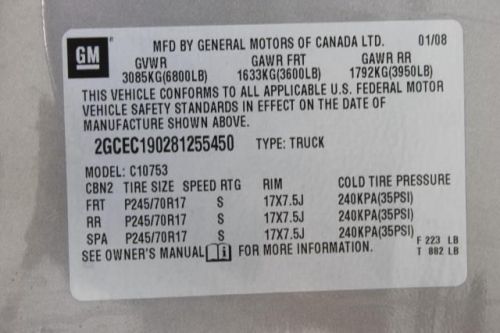 GM MFD BY GENERAL MOTORS OF CANADA LTD. 01/08
GVWR GAWR FRT GAWR RR
3085KG(6800LB) 1633KG(3600LB) 1792KG(3950LB)
THIS VEHICLE CONFORMS TO ALL APPLICABLE U.S. FEDERAL MOTOR
VEHICLE SAFETY STANDARDS IN EFFECT ON THE DATE OF
MANUFACTURE SHOWN ABOVE.
2GCEC190281255450 TYPE: TRUCK
MODEL: C10753
CBN2 TIRE SIZE SPEED RTG RIM COLD TIRE PRESSURE
FRT P245/70R17 S 17X7.5J 240KPA(35PSI)
RR P245/70R17 S 17X7.5J 240KPA(35PSI)
SPA P245/70R17 S 17X7.5J 240KPA(35PSI)
SEE OWNER'S MANUAL FOR MORE INFORMATION.
F 223 LB
T 882 LB